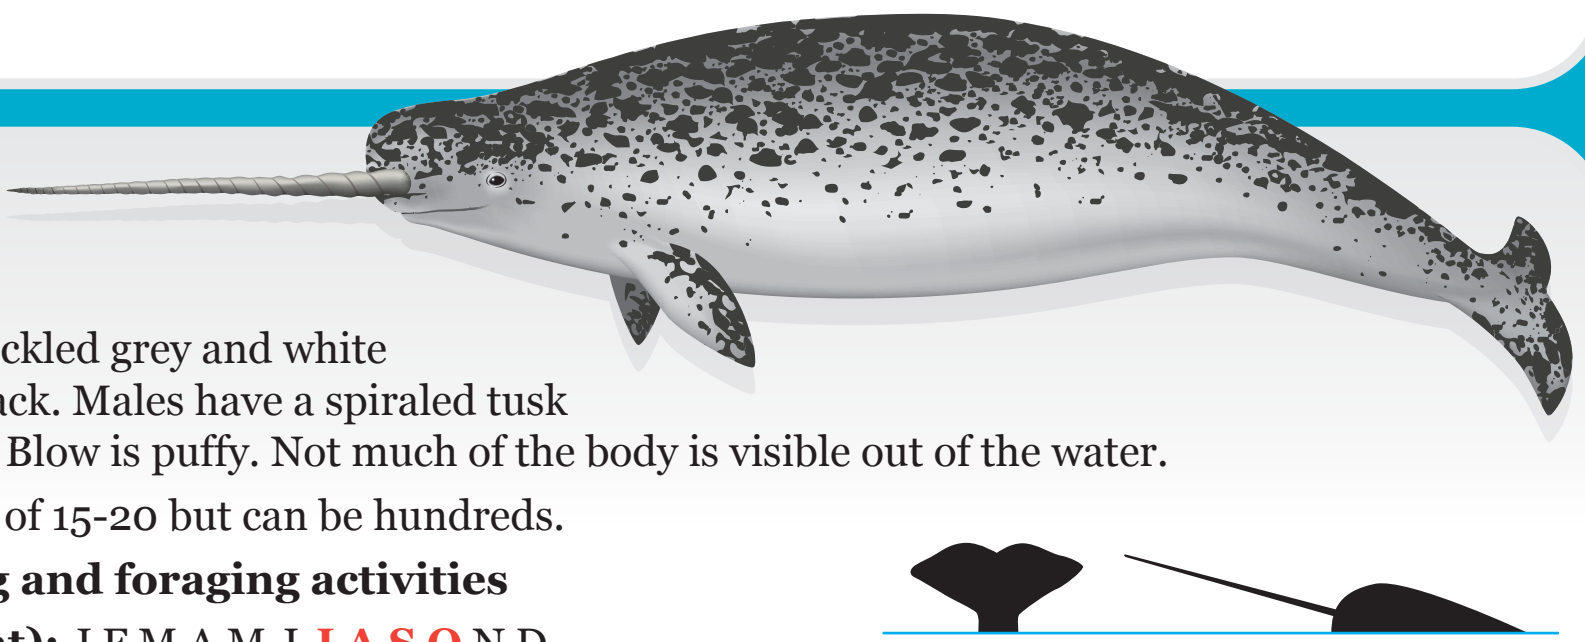 ckled grey and white
ack. Males have a spiraled tusk
Blow is puffy. Not much of the body is visible out of the water.
of 15-20 but can be hundreds.
g and foraging activities
t): J F M A M J J A S O N D